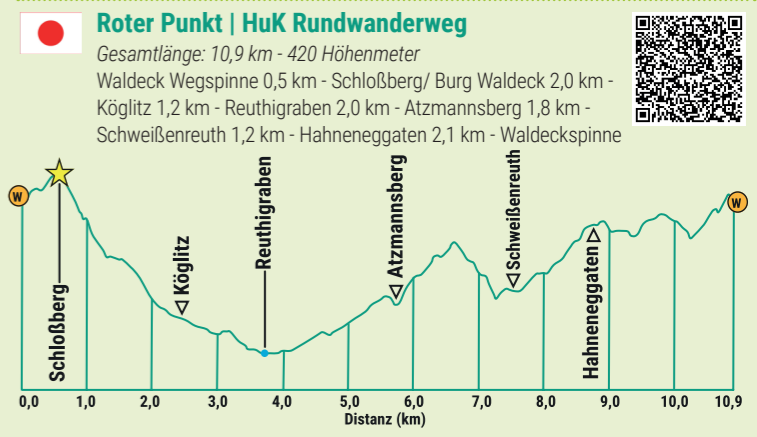 Roter Punkt | HuK Rundwanderweg
Gesamtlänge: 10,9 km - 420 Höhenmeter
Waldeck Wegspinne 0,5 km - Schloßberg/ Burg Waldeck 2,0 km -
Köglitz 1,2 km - Reuthigraben 2,0 km - Atzmannsberg 1,8 km -
Schweißenreuth 1,2 km - Hahneneggaten 2,1 km - Waldeckspinne
W
Schloßberg
Köglitz
Reuthigraben
Atzmannsberg
Schweißenreuth
Hahneneggaten
W
0,0 1,0 2,0 3,0 4,0 5,0 6,0 7,0 8,0 9,0 10,0 10,9
Distanz (km)